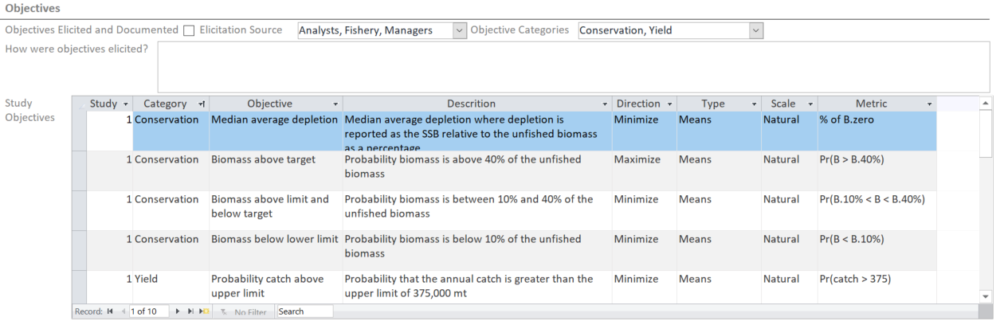 Objectives
Objectives Elicited and Documented Elicitation Source Analysts, Fishery, Managers Objective Categories Conservation, Yield
How were objectives elicited?
Study Objectives
Study Category Objective Descrition Direction Type Scale Metric
1 Conservation Median average depletion Median average depletion where depletion is reported as the SSB relative to the unfished biomass as a percentage Minimize Means Natural % of B.zero
1 Conservation Biomass above target Probability biomass is above 40% of the unfished biomass Maximize Means Natural Pr(B > B.40%)
1 Conservation Biomass above limit and below target Probability biomass is between 10% and 40% of the unfished biomass Minimize Means Natural Pr(B.10% < B < B.40%)
1 Conservation Biomass below lower limit Probability biomass is below 10% of the unfished biomass Minimize Means Natural Pr(B < B.10%)
1 Yield Probability catch above upper limit Probability that the annual catch is greater than the upper limit of 375,000 mt Minimize Means Natural Pr(catch > 375)
Record: 1 of 10 No Filter Search